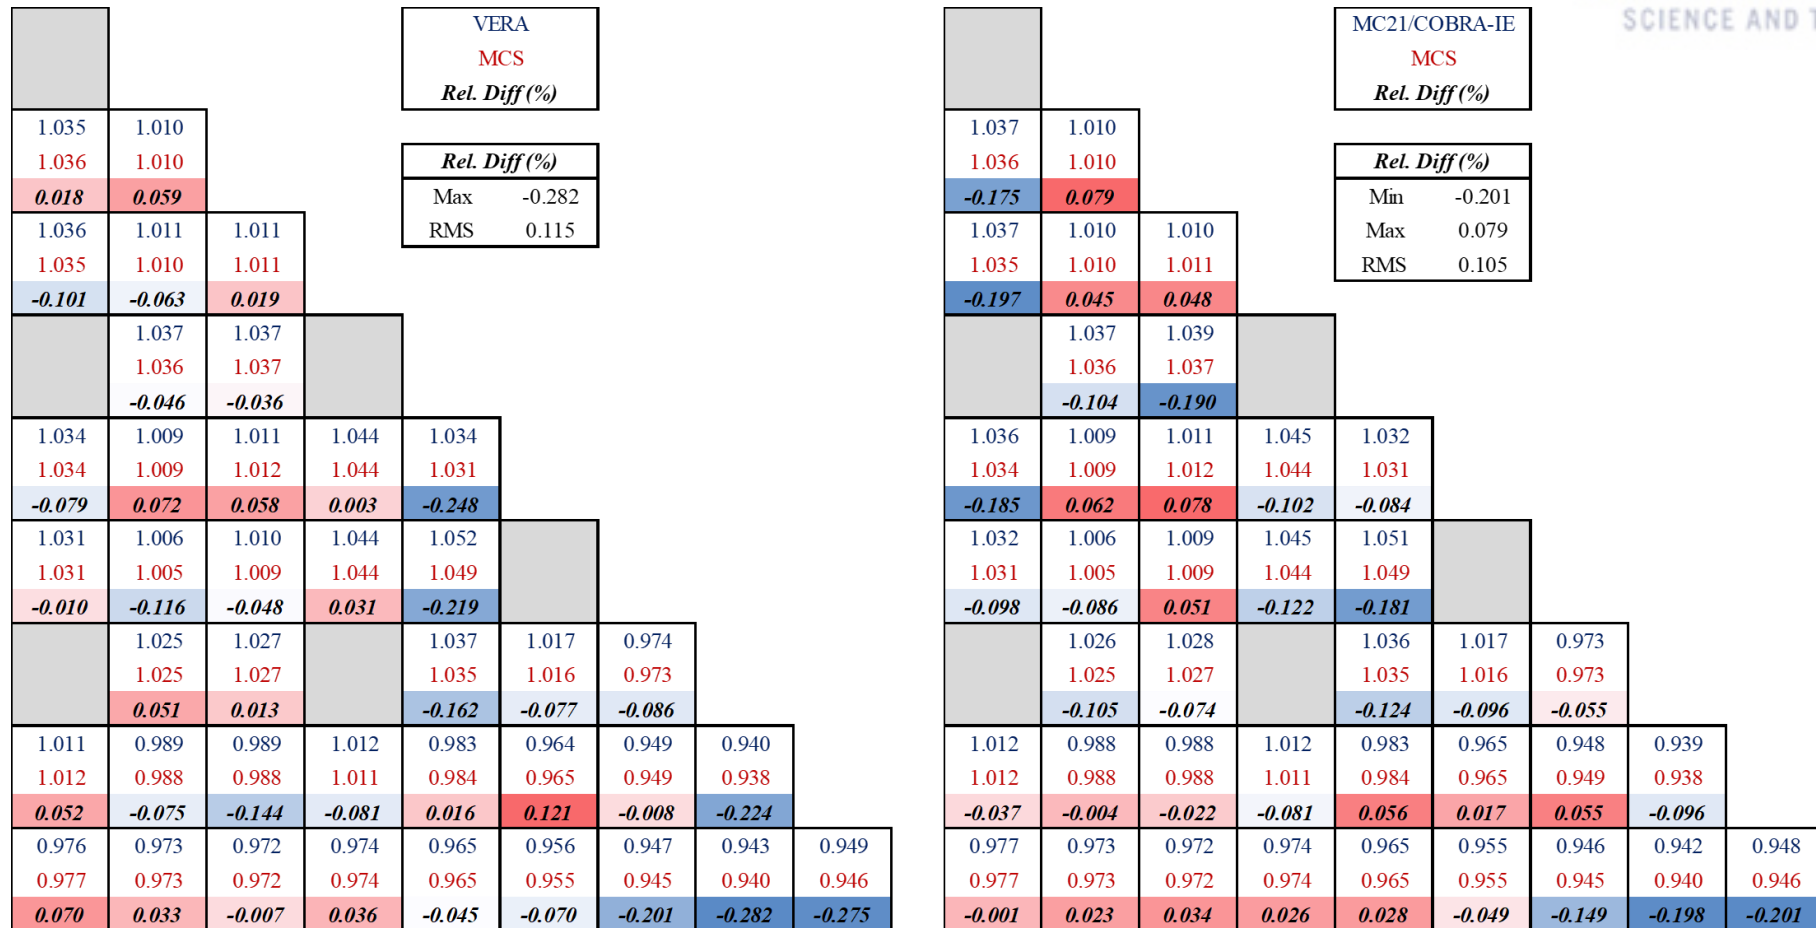 VERA
MCS
Rel. Diff (%)
Rel. Diff (%)
Max -0.282
RMS 0.115
1.035 1.010
1.036 1.010
0.018 0.059
1.036 1.011 1.011
1.035 1.010 1.011
-0.101 -0.063 0.019
1.037 1.037
1.036 1.037
-0.046 -0.036
1.034 1.009 1.011 1.044 1.034
1.034 1.009 1.012 1.044 1.031
-0.079 0.072 0.058 0.003 -0.248
1.031 1.006 1.010 1.044 1.052
1.031 1.005 1.009 1.044 1.049
-0.010 -0.116 -0.048 0.031 -0.219
1.025 1.027 1.037 1.017 0.974
1.025 1.027 1.035 1.016 0.973
0.051 0.013 -0.162 -0.077 -0.086
1.011 0.989 0.989 1.012 0.983 0.964 0.949 0.940
1.012 0.988 0.988 1.011 0.984 0.965 0.949 0.938
0.052 -0.075 -0.144 -0.081 0.016 0.121 -0.008 -0.224
0.976 0.973 0.972 0.974 0.965 0.956 0.947 0.943 0.949
0.977 0.973 0.972 0.974 0.965 0.955 0.945 0.940 0.946
0.070 0.033 -0.007 0.036 -0.045 -0.070 -0.201 -0.282 -0.275
SCIENCE AND
MC21/COBRA-IE
MCS
Rel. Diff (%)
Rel. Diff (%)
Min -0.201
Max 0.079
RMS 0.105
1.037 1.010
1.036 1.010
-0.175 0.079
1.037 1.010 1.010
1.035 1.010 1.011
-0.197 0.045 0.048
1.037 1.039
1.036 1.037
-0.104 -0.190
1.036 1.009 1.011 1.045 1.032
1.034 1.009 1.012 1.044 1.031
-0.185 0.062 0.078 -0.102 -0.084
1.032 1.006 1.009 1.045 1.051
1.031 1.005 1.009 1.044 1.049
-0.098 -0.086 0.051 -0.122 -0.181
1.026 1.028 1.036 1.017 0.973
1.025 1.027 1.035 1.016 0.973
-0.105 -0.074 -0.124 -0.096 -0.055
1.012 0.988 0.988 1.012 0.983 0.965 0.948 0.939
1.012 0.988 0.988 1.011 0.984 0.965 0.949 0.938
-0.037 -0.004 -0.022 -0.081 0.056 0.017 0.055 -0.096
0.977 0.973 0.972 0.974 0.965 0.955 0.946 0.942 0.948
0.977 0.973 0.972 0.974 0.965 0.955 0.945 0.940 0.946
-0.001 0.023 0.034 0.026 0.028 -0.049 -0.149 -0.198 -0.201